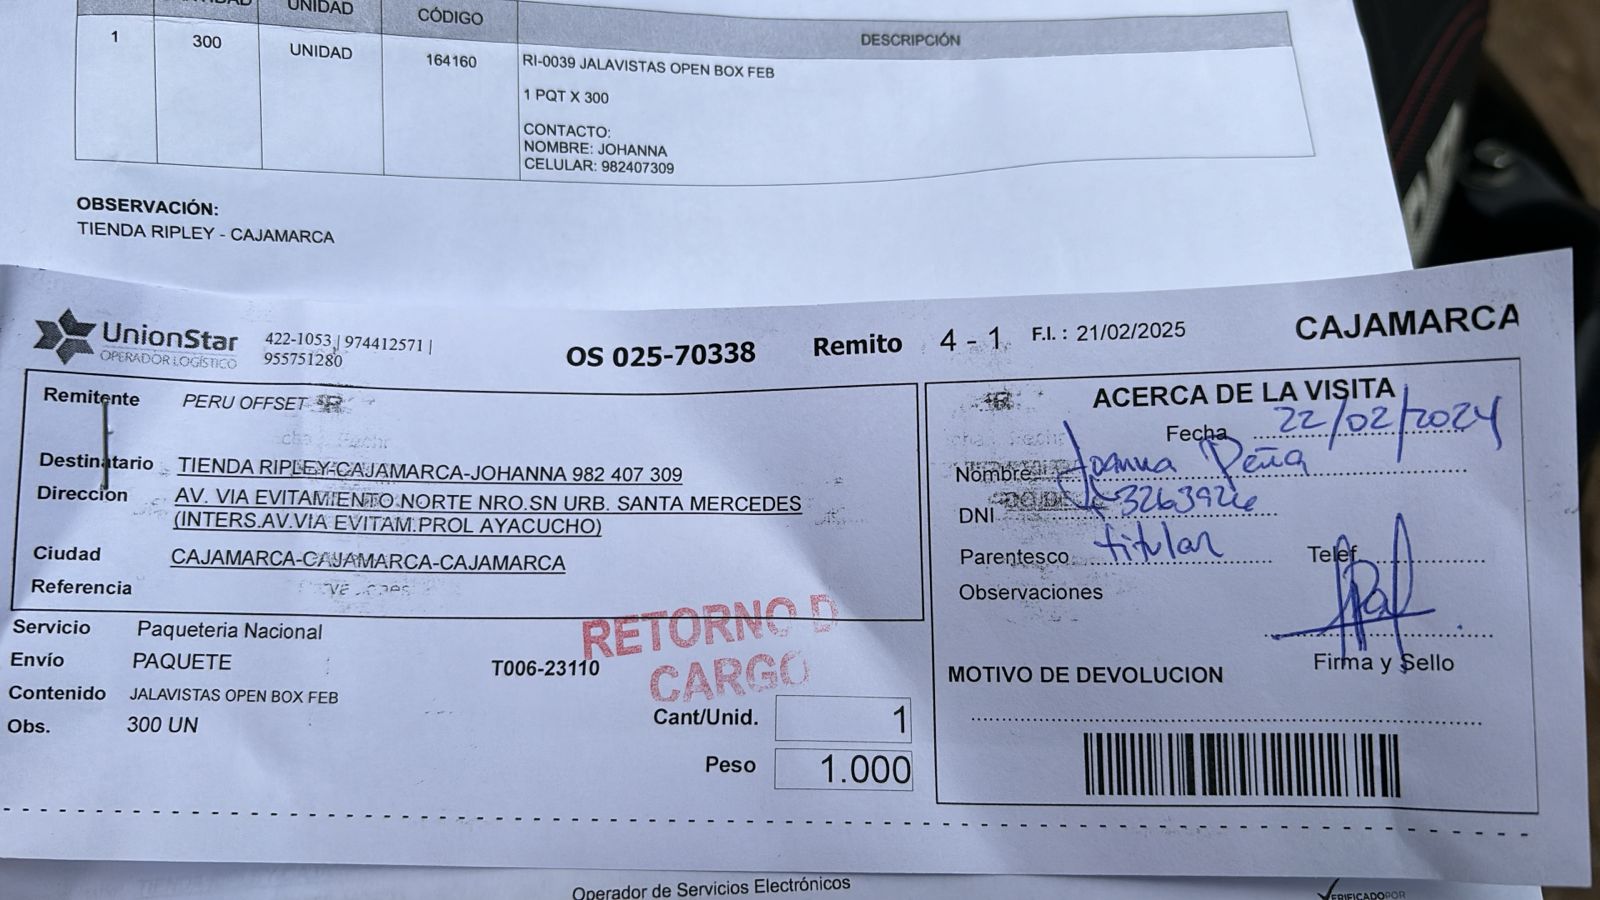 CANTIDAD UNIDAD CÓDIGO DESCRIPCIÓN
1 300 UNIDAD 164160 RI-0039 JALAVISTAS OPEN BOX FEB
1 PQT X 300
CONTACTO:
NOMBRE: JOHANNA
CELULAR: 982407309
OBSERVACIÓN:
TIENDA RIPLEY - CAJAMARCA
UnionStar
OPERADOR LOGÍSTICO
422-1053 | 974412571 |
955751280
OS 025-70338
Remito 4 - 1 F.I. : 21/02/2025
CAJAMARCA
Remitente PERU OFFSET
Destinatario TIENDA RIPLEY-CAJAMARCA-JOHANNA 982 407 309
Direccion AV. VIA EVITAMIENTO NORTE NRO.SN URB. SANTA MERCEDES
(INTERS.AV.VIA EVITAM.PROL AYACUCHO)
Ciudad CAJAMARCA-CAJAMARCA-CAJAMARCA
Referencia
Servicio Paqueteria Nacional
Envío PAQUETE
T006-23110
Contenido JALAVISTAS OPEN BOX FEB
Obs. 300 UN
RETORNO D
CARGO
Cant/Unid. 1
Peso 1.000
ACERCA DE LA VISITA
Fecha 22/02/2024
Nombre Joanna Peña
DNI
Parentesco titular Telef
Observaciones
Firma y Sello
MOTIVO DE DEVOLUCION
Operador de Servicios Electrónicos
VERIFICADO POR